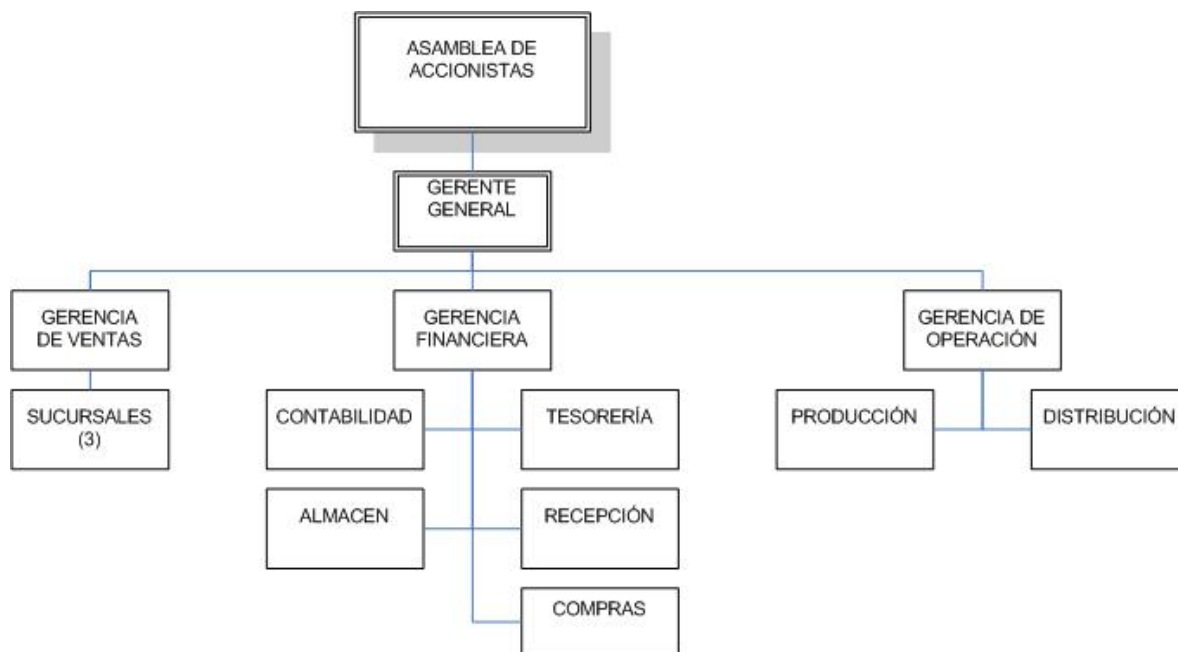 ASAMBLEA DE
ACCIONISTAS
GERENTE
GENERAL
GERENCIA
DE VENTAS
GERENCIA
FINANCIERA
GERENCIA DE
OPERACIÓN
SUCURSALES
(3)
CONTABILIDAD
TESORERÍA
PRODUCCIÓN
DISTRIBUCIÓN
ALMACEN
RECEPCIÓN
COMPRAS